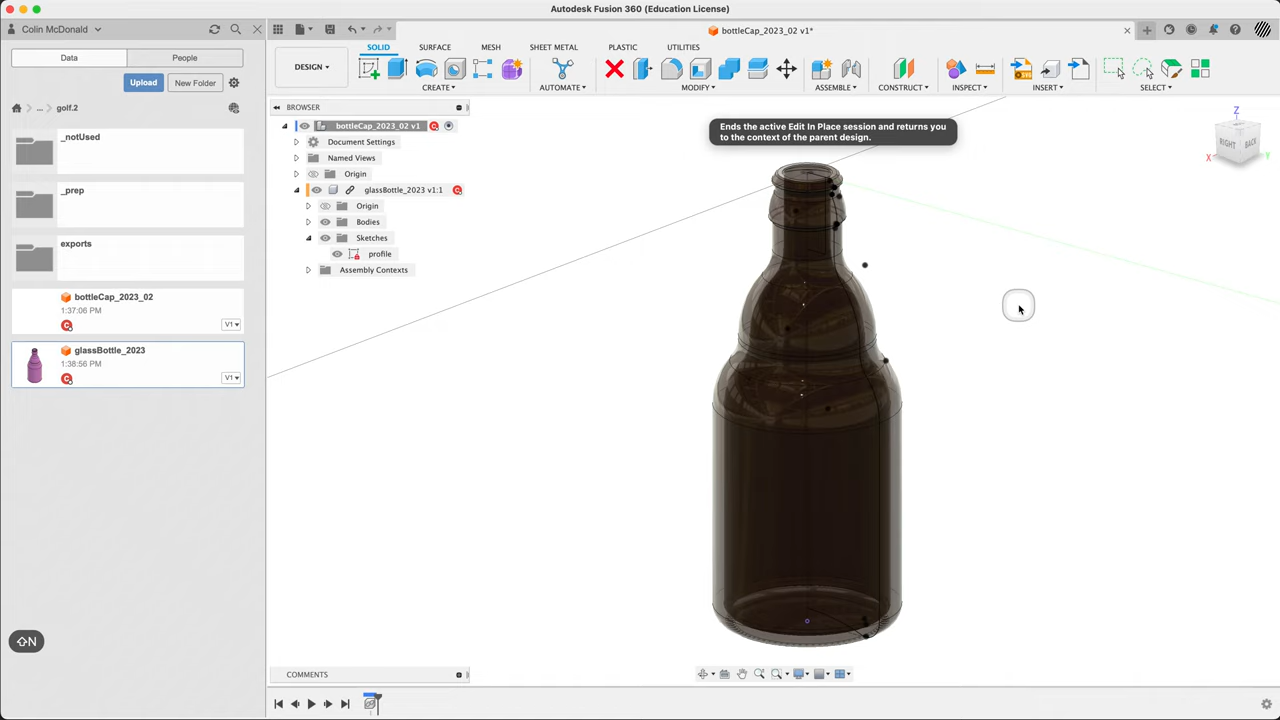 Autodesk Fusion 360 (Education License)
Colin McDonald
bottleCap_2023_02 v1*
Data
People
Upload
New Folder
...
golf.2
_notUsed
_prep
exports
bottleCap_2023_02
1:37:06 PM
V1
glassBottle_2023
1:38:56 PM
V1
SOLID
SURFACE
MESH
SHEET METAL
PLASTIC
UTILITIES
DESIGN
CREATE
AUTOMATE
MODIFY
ASSEMBLE
CONSTRUCT
INSPECT
INSERT
SELECT
BROWSER
bottleCap_2023_02 v1
Document Settings
Named Views
Origin
glassBottle_2023 v1:1
Origin
Bodies
Sketches
profile
Assembly Contexts
Ends the active Edit In Place session and returns you
to the context of the parent design.
Z
RIGHT
BACK
X
Y
N
COMMENTS